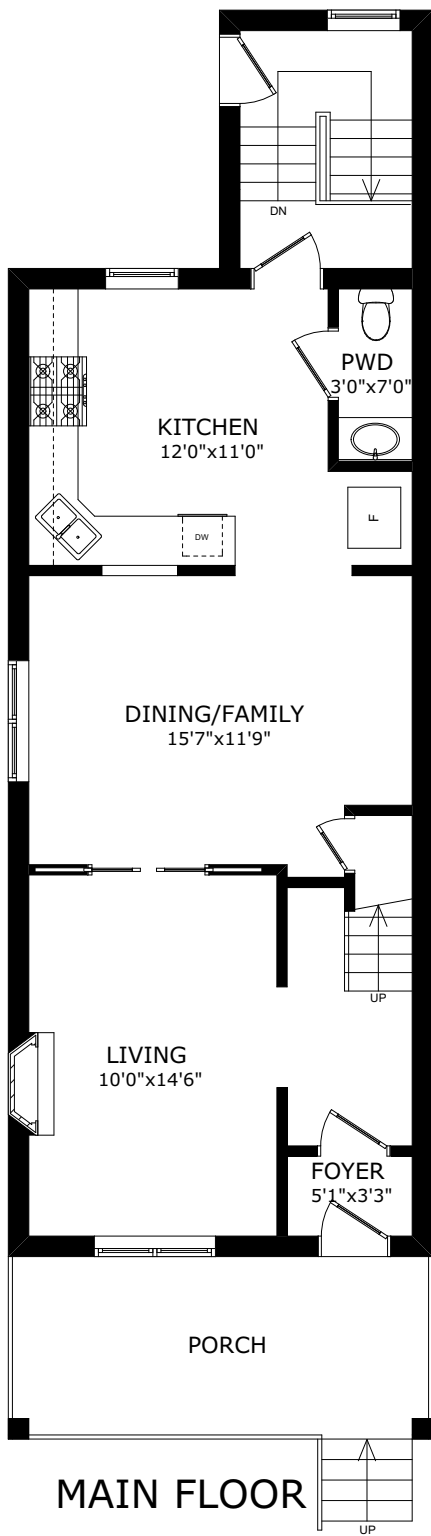 DN
PWD
3'0"x7'0"
KITCHEN
12'0"x11'0"
F
DW
DINING/FAMILY
15'7"x11'9"
UP
LIVING
10'0"x14'6"
FOYER
5'1"x3'3"
PORCH
MAIN FLOOR
UP